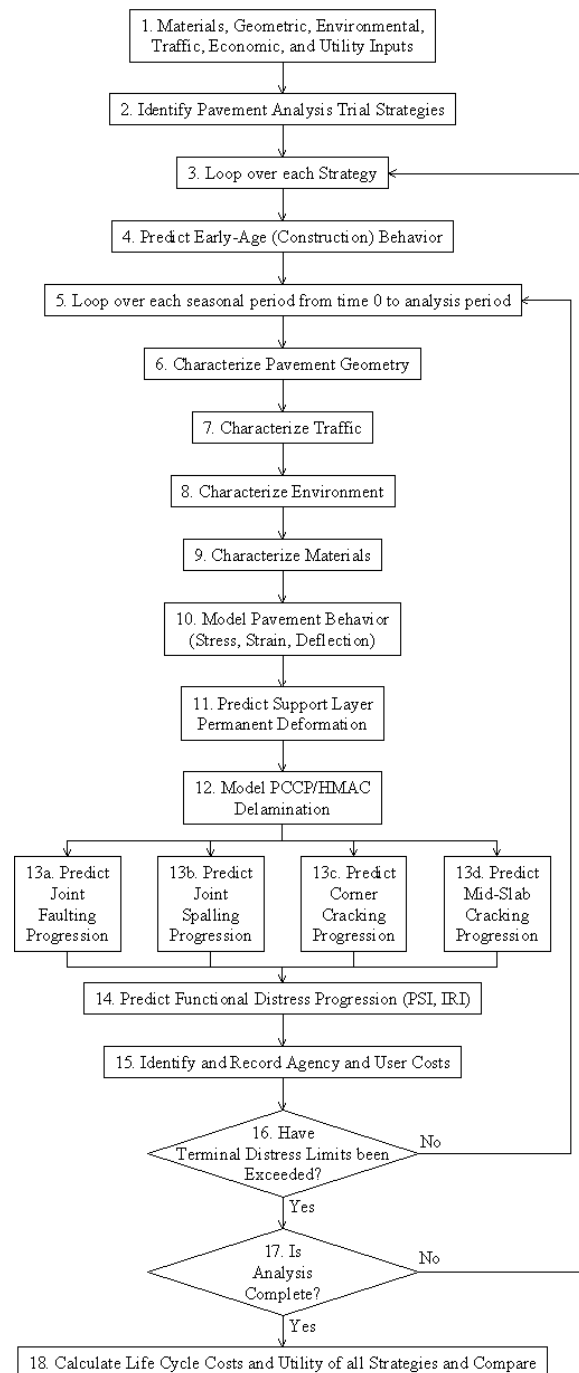 1. Materials, Geometric, Environmental,
Traffic, Economic, and Utility Inputs
2. Identify Pavement Analysis Trial Strategies
3. Loop over each Strategy
4. Predict Early-Age (Construction) Behavior
5. Loop over each seasonal period from time 0 to analysis period
6. Characterize Pavement Geometry
7. Characterize Traffic
8. Characterize Environment
9. Characterize Materials
10. Model Pavement Behavior
(Stress, Strain, Deflection)
11. Predict Support Layer
Permanent Deformation
12. Model PCCP/HMAC
Delamination
13a. Predict
Joint
Faulting
Progression
13b. Predict
Joint
Spalling
Progression
13c. Predict
Corner
Cracking
Progression
13d. Predict
Mid-Slab
Cracking
Progression
14. Predict Functional Distress Progression (PSI, IRI)
15. Identify and Record Agency and User Costs
16. Have
Terminal Distress Limits been
Exceeded?
No
Yes
17. Is
Analysis
Complete?
No
Yes
18. Calculate Life Cycle Costs and Utility of all Strategies and Compare